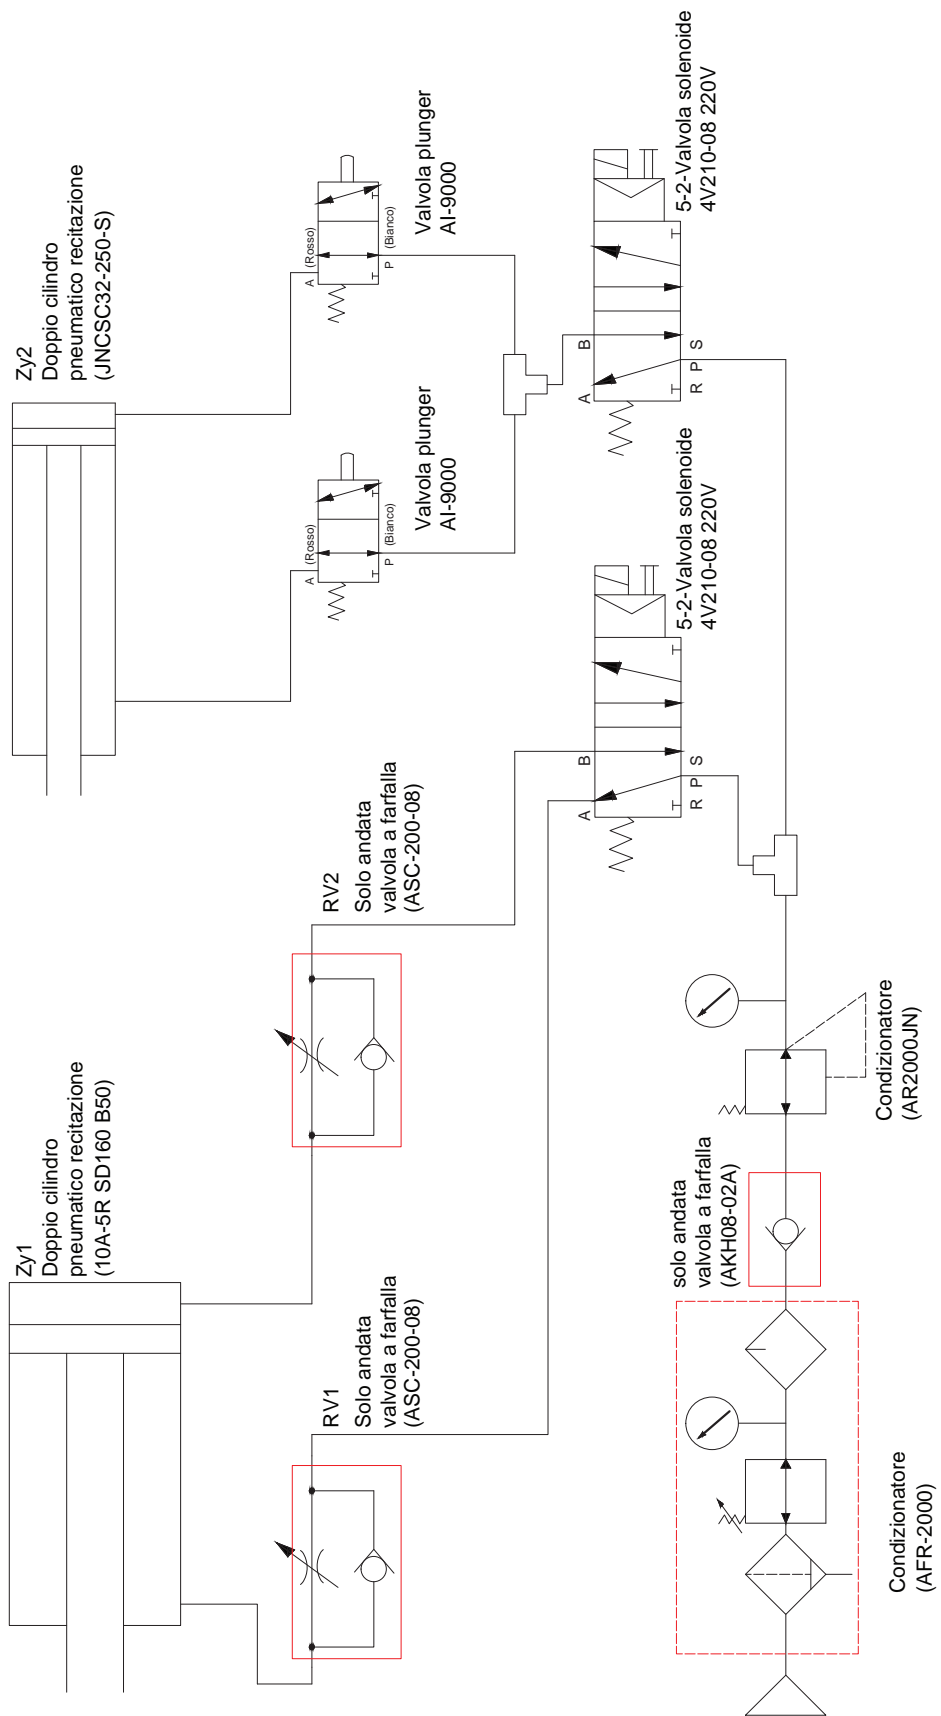 Zy1
Doppio cilindro
pneumatico recitazione
(10A-5R SD160 B50)
Zy2
Doppio cilindro
pneumatico recitazione
(JNCSC32-250-S)
RV1
Solo andata
valvola a farfalla
(ASC-200-08)
RV2
Solo andata
valvola a farfalla
(ASC-200-08)
A (Rosso)
P (Bianco)
Valvola plunger
AI-9000
A (Rosso)
P (Bianco)
Valvola plunger
AI-9000
A B
R P S
5-2-Valvola solenoide
4V210-08 220V
A B
R P S
5-2-Valvola solenoide
4V210-08 220V
solo andata
valvola a farfalla
(AKH08-02A)
Condizionatore
(AFR-2000)
Condizionatore
(AR2000JN)